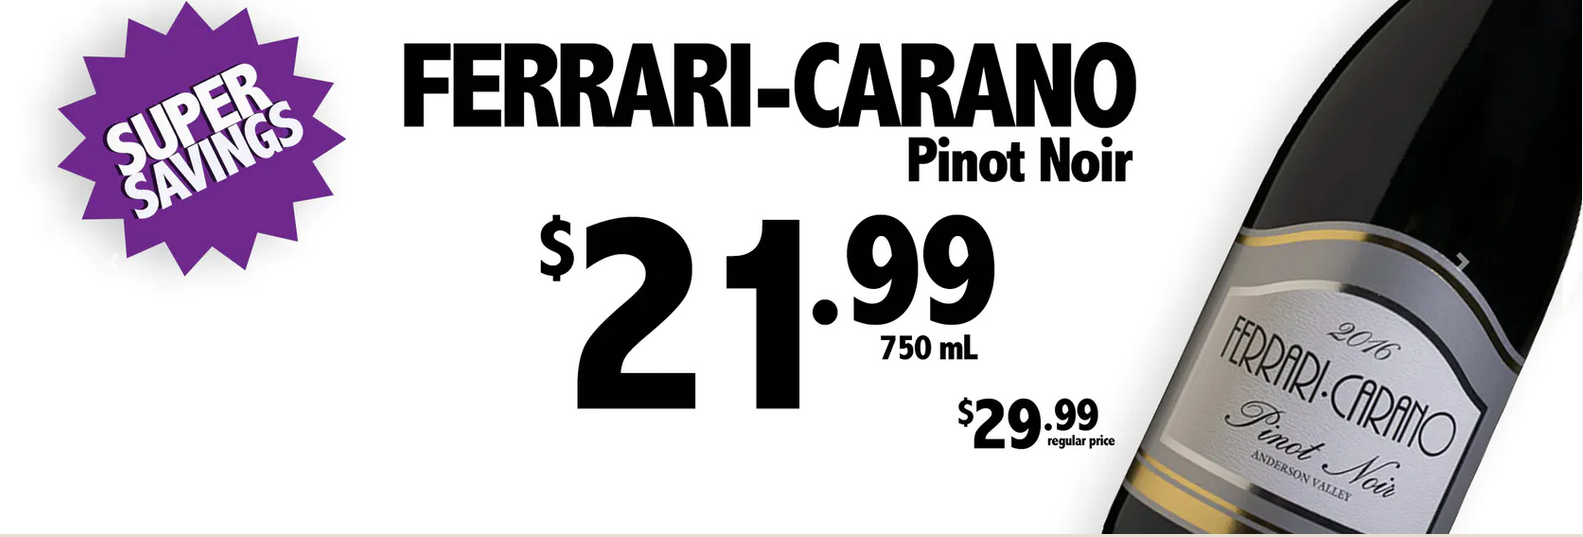 SUPER
SAVINGS
FERRARI-CARANO
Pinot Noir
$21.99
750 mL
$29.99
regular price
2016
FERRARI·CARANO
Pinot Noir
ANDERSON VALLEY